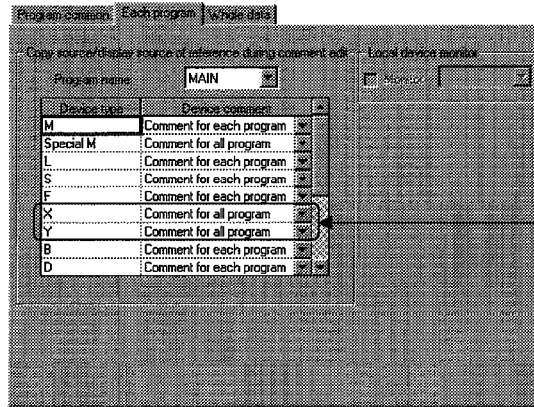 Program common Each program Whole data
Copy source/display source of reference during comment edit Local device monitor
Program name MAIN Monitor
Device type Device comment
M Comment for each program
Special M Comment for all program
L Comment for each program
S Comment for each program
F Comment for each program
X Comment for all program
Y Comment for all program
B Comment for each program
D Comment for each program